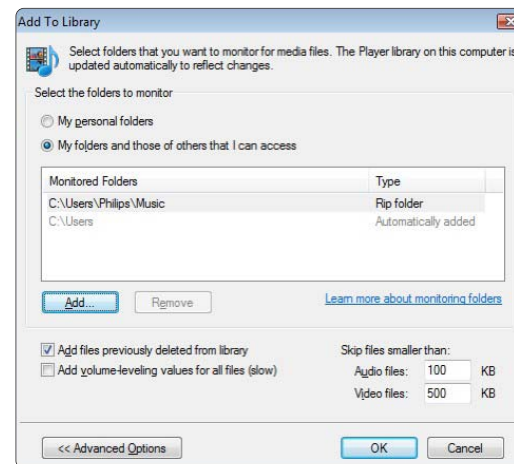 Add To Library
Select folders that you want to monitor for media files. The Player library on this computer is
updated automatically to reflect changes.
Select the folders to monitor
My personal folders
My folders and those of others that I can access
Monitored Folders Type
C:\Users\Philips\Music Rip folder
C:\Users Automatically added
Add... Remove Learn more about monitoring folders
Add files previously deleted from library Skip files smaller than:
Add volume-leveling values for all files (slow) Audio files: 100 KB
Video files: 500 KB
<< Advanced Options OK Cancel